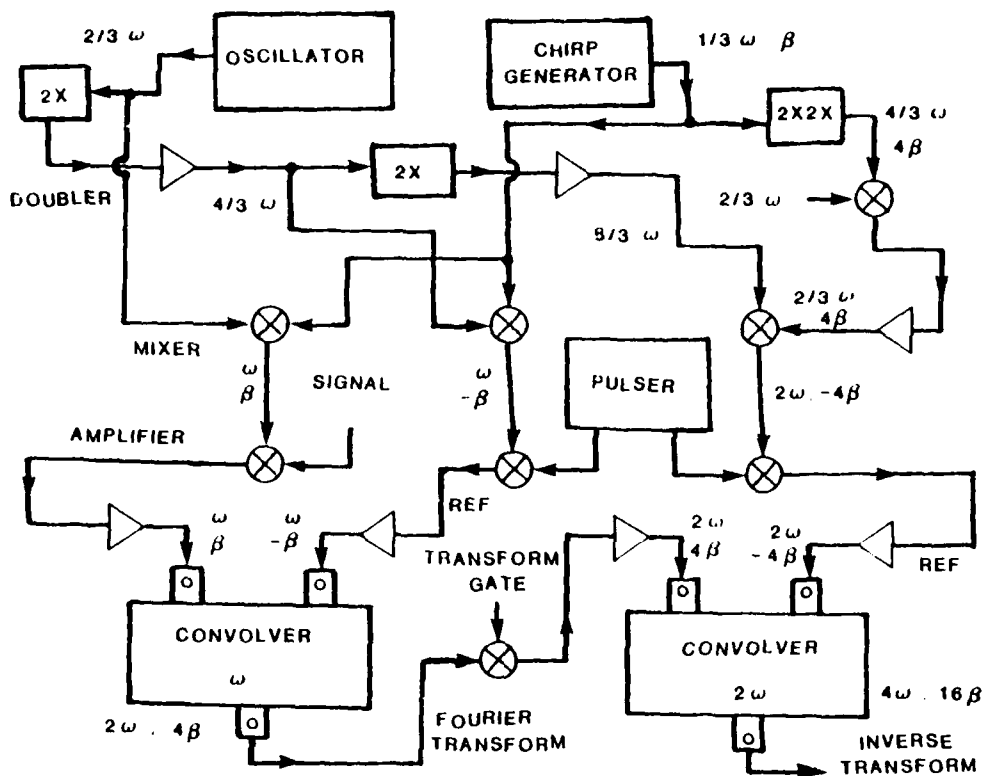 2/3 ω
OSCILLATOR
CHIRP
GENERATOR
1/3 ω β
2X
2X2X
4/3 ω
4β
DOUBLER
4/3 ω
2X
8/3 ω
2/3 ω
MIXER
2/3 ω
4β
ω
β
SIGNAL
ω
-β
PULSER
2ω . -4β
AMPLIFIER
REF
ω
β
ω
-β
TRANSFORM
GATE
2ω
4β
2ω
-4β
REF
CONVOLVER
ω
CONVOLVER
2ω
2ω . 4β
FOURIER
TRANSFORM
4ω . 16β
INVERSE
TRANSFORM